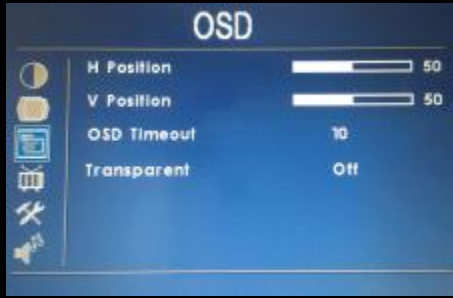 OSD
H Position 50
V Position 50
OSD Timeout 10
Transparent Off